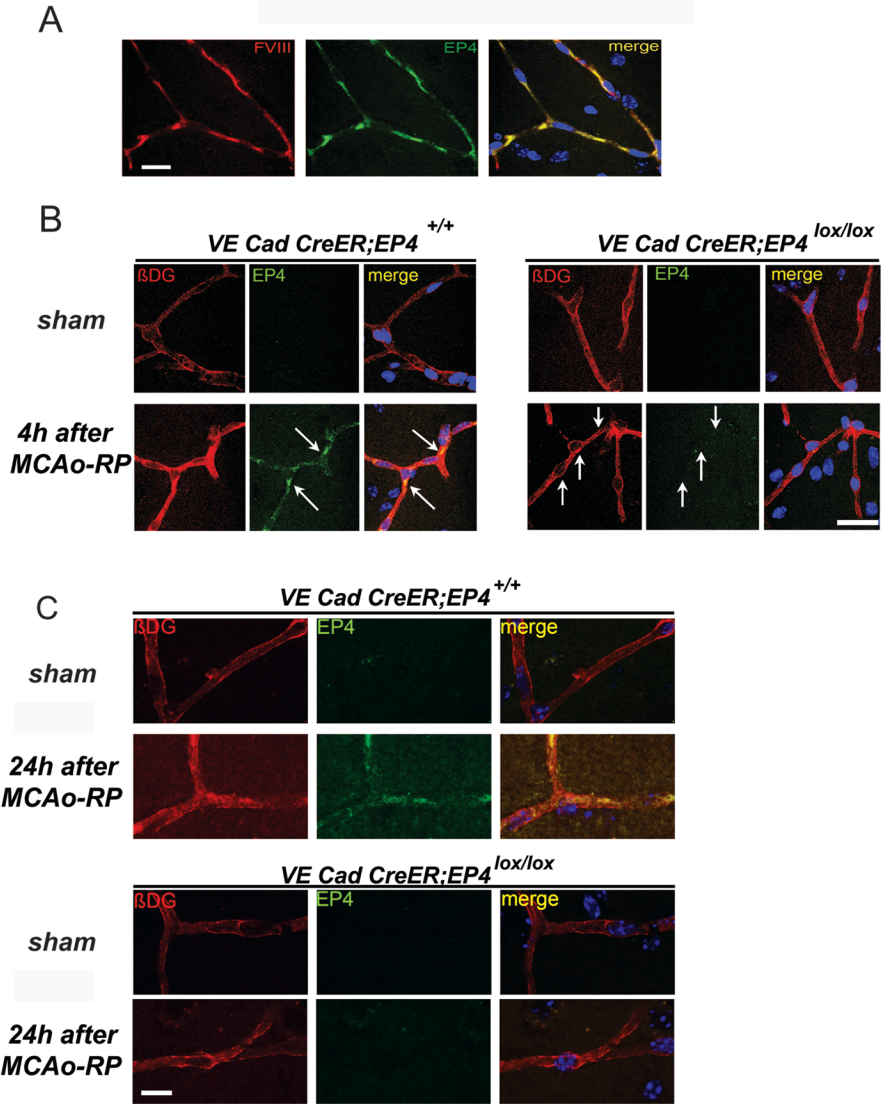 A
FVIII EP4 merge
B
VE Cad CreER;EP4 +/+ VE Cad CreER;EP4 lox/lox
ßDG EP4 merge ßDG EP4 merge
sham
4h after
MCAo-RP
C
VE Cad CreER;EP4 +/+
ßDG EP4 merge
sham
24h after
MCAo-RP
VE Cad CreER;EP4 lox/lox
ßDG EP4 merge
sham
24h after
MCAo-RP